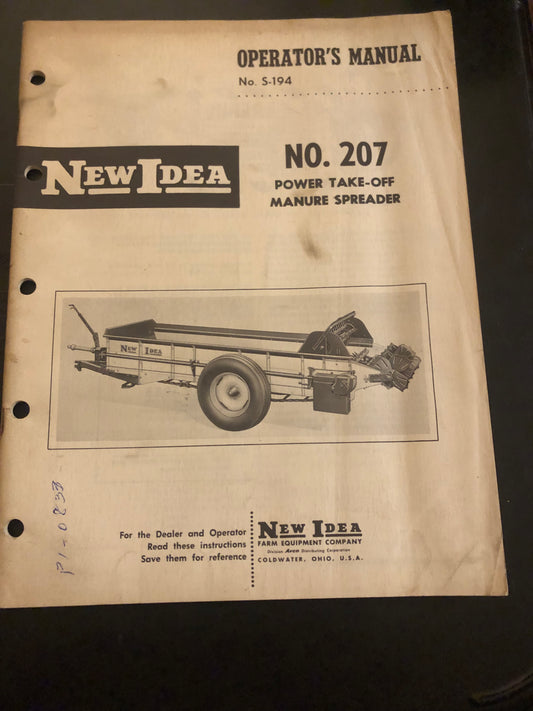 OPERATOR'S MANUAL
No. S-194
NEW IDEA
NO. 207
POWER TAKE-OFF
MANURE SPREADER
NEW IDEA
For the Dealer and Operator
Read these instructions
Save them for reference
NEW IDEA
FARM EQUIPMENT COMPANY
Division Avco Distributing Corporation
COLDWATER, OHIO, U.S.A.